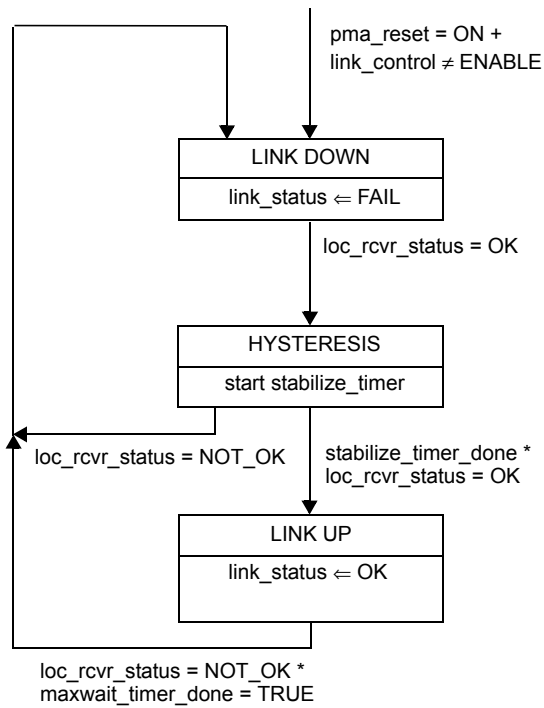 pma_reset = ON +
link_control ≠ ENABLE
LINK DOWN
link_status ⇐ FAIL
loc_rcvr_status = OK
HYSTERESIS
start stabilize_timer
loc_rcvr_status = NOT_OK
stabilize_timer_done *
loc_rcvr_status = OK
LINK UP
link_status ⇐ OK
loc_rcvr_status = NOT_OK *
maxwait_timer_done = TRUE